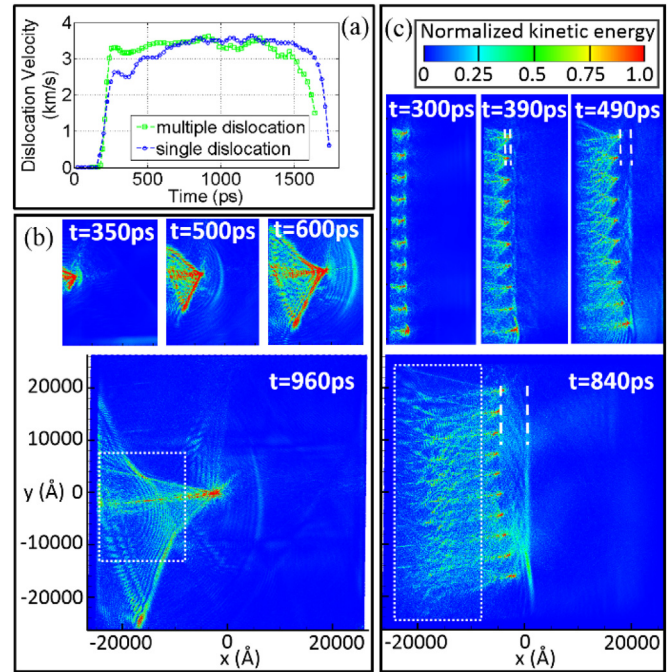 (a)
Dislocation Velocity
(km/s)
4
3
2
1
0
multiple dislocation
single dislocation
0
500
1000
1500
Time (ps)
(c)
Normalized kinetic energy
0
0.25
0.5
0.75
1.0
t=300ps
t=390ps
t=490ps
(b)
t=350ps
t=500ps
t=600ps
t=960ps
20000
10000
y (Å)
0
-10000
-20000
-20000
0
20000
x (Å)
t=840ps
-20000
0
20000
x (Å)